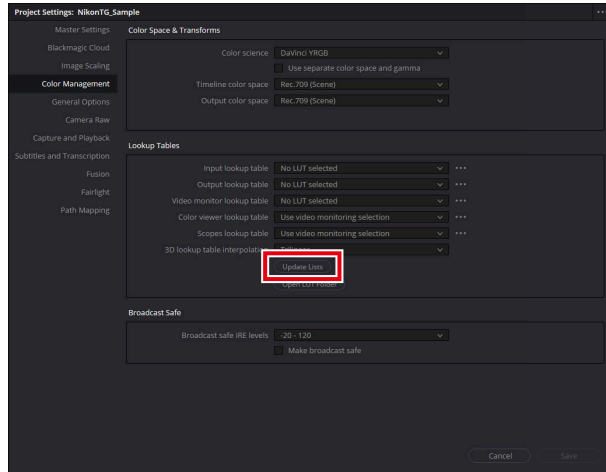 Project Settings: NikonTG_Sample
Master Settings
Blackmagic Cloud
Image Scaling
Color Management
General Options
Camera Raw
Capture and Playback
Subtitles and Transcription
Fusion
Fairlight
Path Mapping
Color Space & Transforms
Color science DaVinci YRGB
Use separate color space and gamma
Timeline color space Rec.709 (Scene)
Output color space Rec.709 (Scene)
Lookup Tables
Input lookup table No LUT selected
Output lookup table No LUT selected
Video monitor lookup table No LUT selected
Color viewer lookup table Use video monitoring selection
Scopes lookup table Use video monitoring selection
3D lookup table interpolation
Update Lists
Open LUT Folder
Broadcast Safe
Broadcast safe IRE levels -20 - 120
Make broadcast safe
Cancel
Save